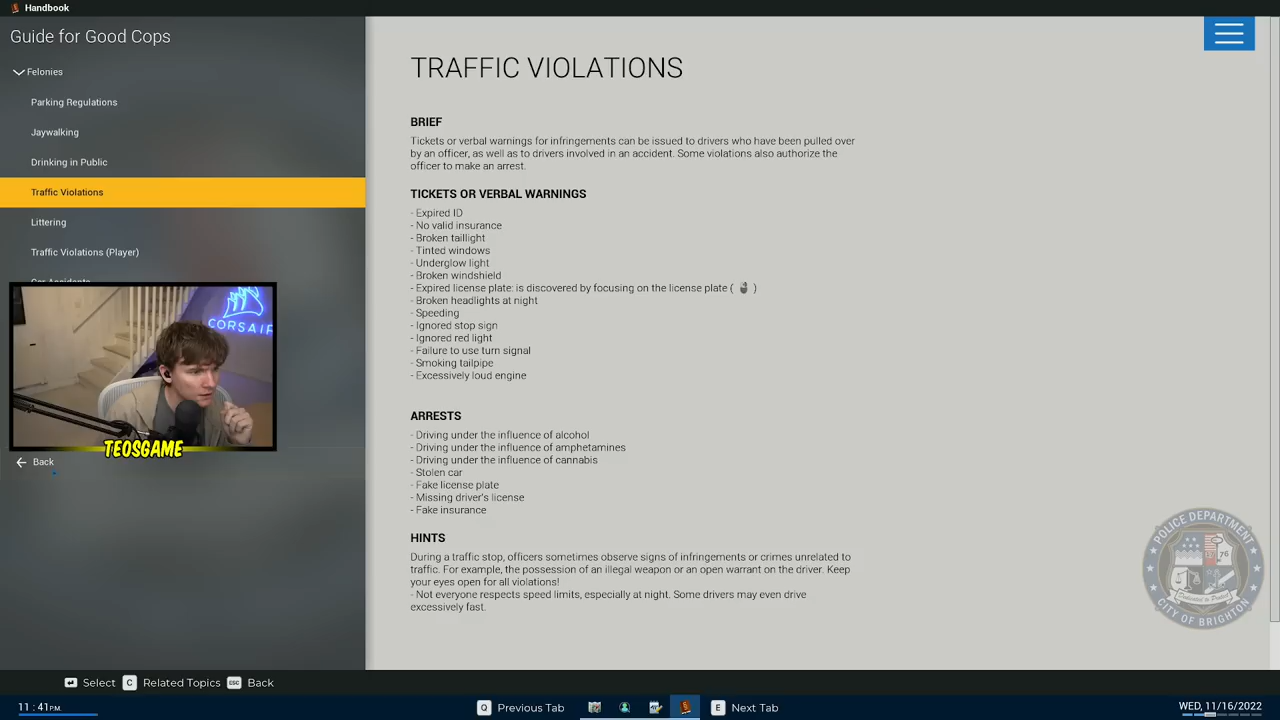 Handbook
Guide for Good Cops
Felonies
Parking Regulations
Jaywalking
Drinking in Public
Traffic Violations
Littering
Traffic Violations (Player)
Car Accidents
CORSAIR
TEOSGAME
Back
TRAFFIC VIOLATIONS
BRIEF
Tickets or verbal warnings for infringements can be issued to drivers who have been pulled over
by an officer, as well as to drivers involved in an accident. Some violations also authorize the
officer to make an arrest.
TICKETS OR VERBAL WARNINGS
- Expired ID
- No valid insurance
- Broken taillight
- Tinted windows
- Underglow light
- Broken windshield
- Expired license plate: is discovered by focusing on the license plate ( )
- Broken headlights at night
- Speeding
- Ignored stop sign
- Ignored red light
- Failure to use turn signal
- Smoking tailpipe
- Excessively loud engine
ARRESTS
- Driving under the influence of alcohol
- Driving under the influence of amphetamines
- Driving under the influence of cannabis
- Stolen car
- Fake license plate
- Missing driver's license
- Fake insurance
HINTS
During a traffic stop, officers sometimes observe signs of infringements or crimes unrelated to
traffic. For example, the possession of an illegal weapon or an open warrant on the driver. Keep
your eyes open for all violations!
- Not everyone respects speed limits, especially at night. Some drivers may even drive
excessively fast.
POLICE DEPARTMENT
76
CITY OF BRIGHTON
Select C Related Topics ESC Back
11 : 41 P.M.
Q Previous Tab
E Next Tab
WED, 11/16/2022